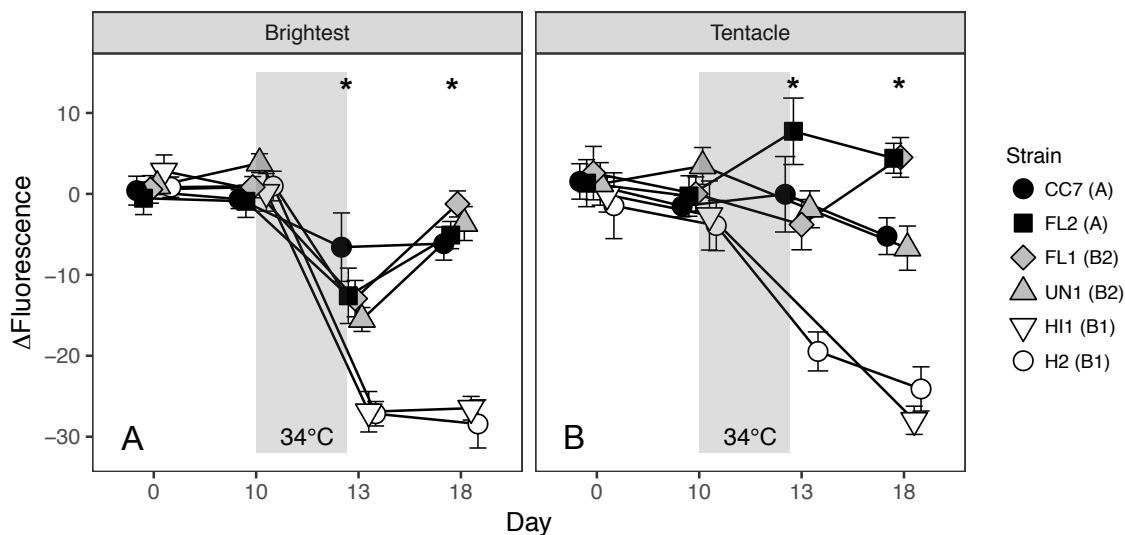 Brightest
Tentacle
* * * *
10
0
−10
−20
−30
ΔFluorescence
A
34°C
B
34°C
0 10 13 18
0 10 13 18
Day
Strain
CC7 (A)
FL2 (A)
FL1 (B2)
UN1 (B2)
HI1 (B1)
H2 (B1)